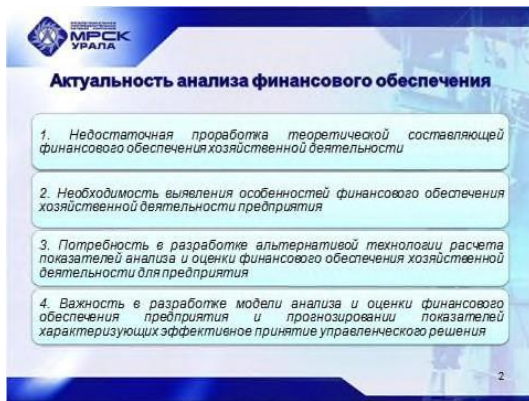 МРСК
УРАЛА
Актуальность анализа финансового обеспечения
1. Недостаточная проработка теоретической составляющей
финансового обеспечения хозяйственной деятельности
2. Необходимость выявления особенностей финансового обеспечения
хозяйственной деятельности предприятия
3. Потребность в разработке альтернативой технологии расчета
показателей анализа и оценки финансового обеспечения хозяйственной
деятельности для предприятия
4. Важность в разработке модели анализа и оценки финансового
обеспечения предприятия и прогнозировании показателей
характеризующих эффективное принятие управленческого решения
2